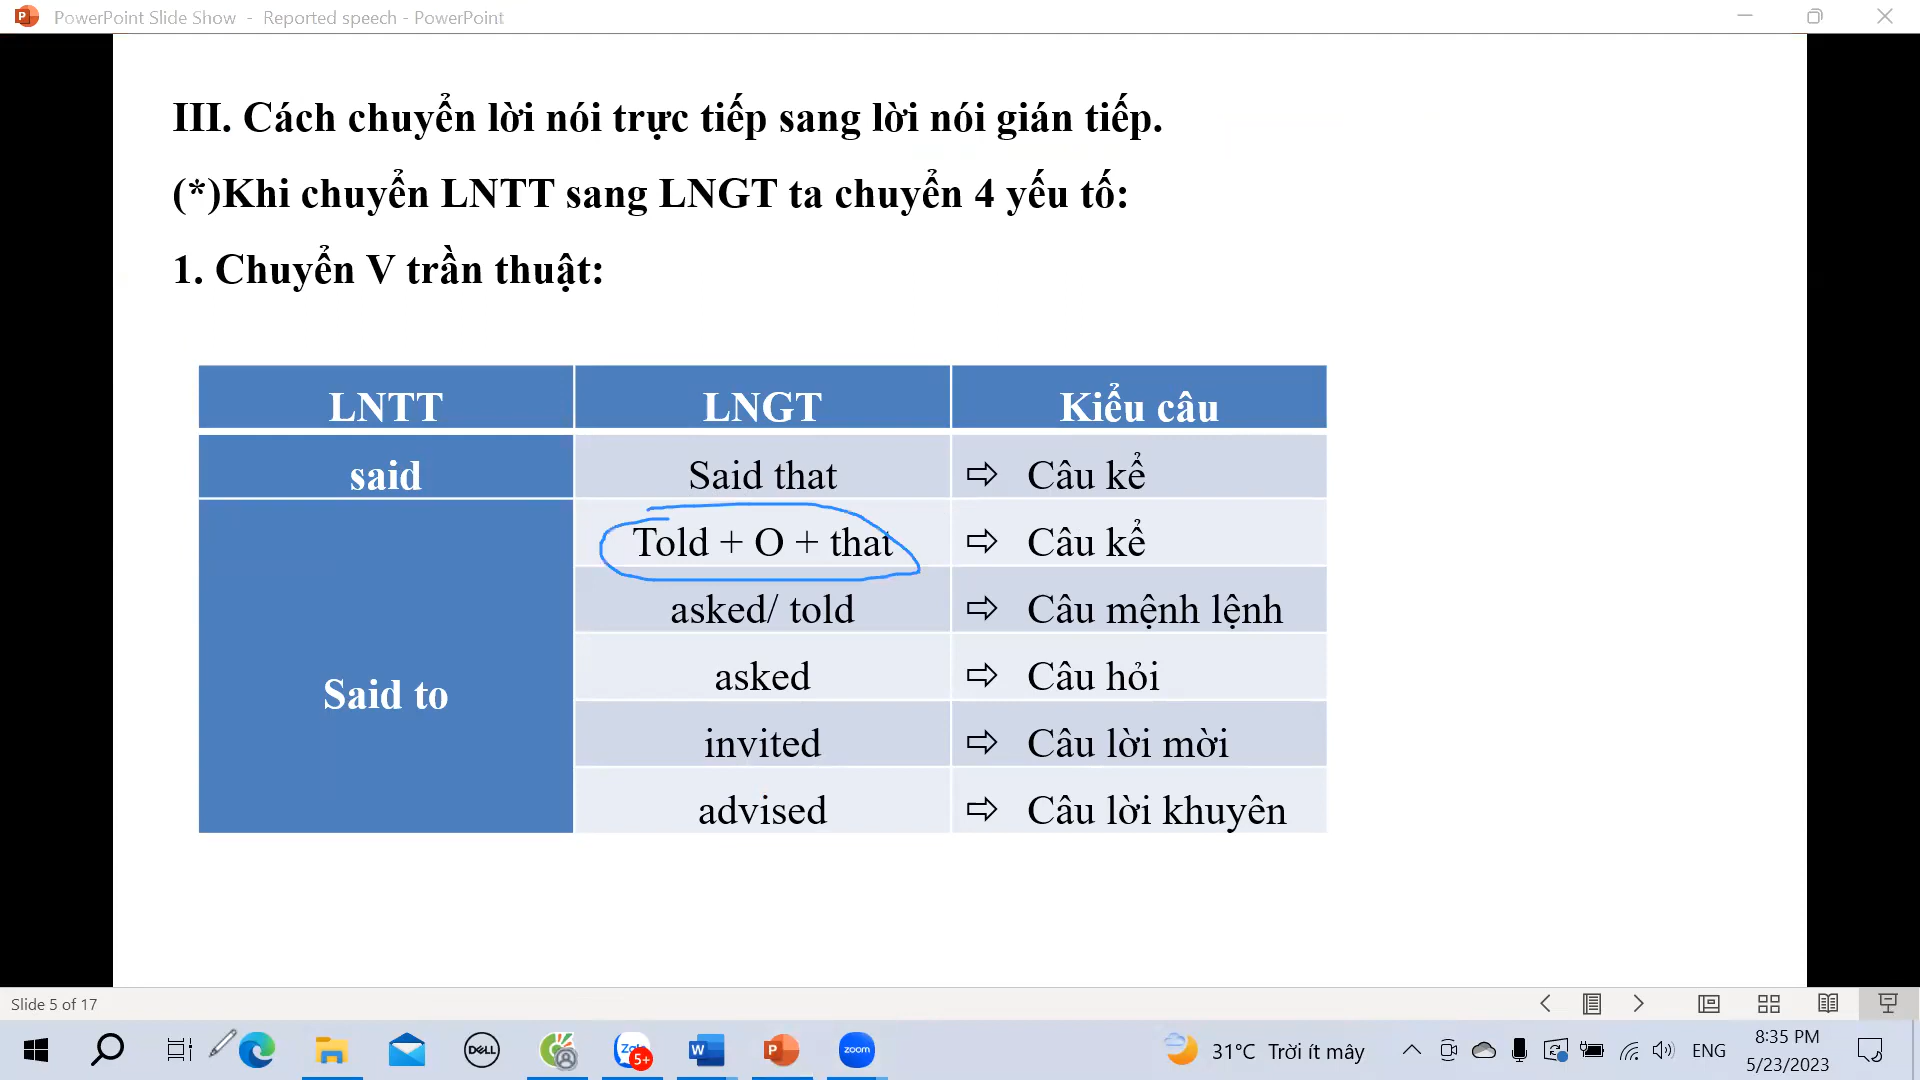 PowerPoint Slide Show - Reported speech - PowerPoint
III. Cách chuyển lời nói trực tiếp sang lời nói gián tiếp.
(*)Khi chuyển LNTT sang LNGT ta chuyển 4 yếu tố:
1. Chuyển V trần thuật:
LNTT LNGT Kiểu câu
said Said that ⇨ Câu kể
Told + O + that ⇨ Câu kể
asked/ told ⇨ Câu mệnh lệnh
Said to asked ⇨ Câu hỏi
invited ⇨ Câu lời mời
advised ⇨ Câu lời khuyên
Slide 5 of 17
DELL 5+ W P zoom 31°C Trời ít mây ENG 8:35 PM
5/23/2023